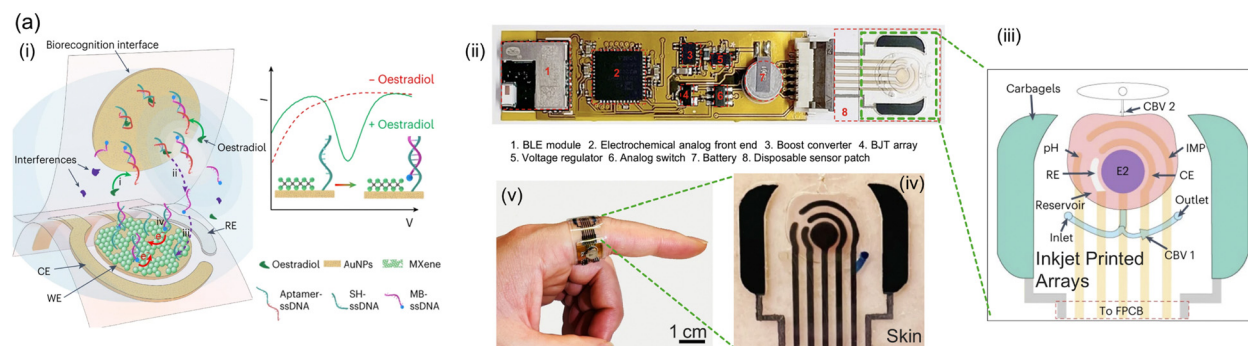 (a)
(i)
Biorecognition interface
Interferences
Oestradiol
i
ii
iii
iv
e
e
RE
CE
WE
Oestradiol AuNPs MXene
Aptamer-
ssDNA
SH-
ssDNA
MB-
ssDNA
I
– Oestradiol
+ Oestradiol
V
(ii)
1
2
3
5
4
6
7
8
1. BLE module 2. Electrochemical analog front end 3. Boost converter 4. BJT array
5. Voltage regulator 6. Analog switch 7. Battery 8. Disposable sensor patch
(iii)
Carbagels
CBV 2
pH
IMP
RE
E2
CE
Reservoir
Outlet
Inlet
CBV 1
Inkjet Printed
Arrays
To FPCB
(v)
1 cm
(iv)
Skin